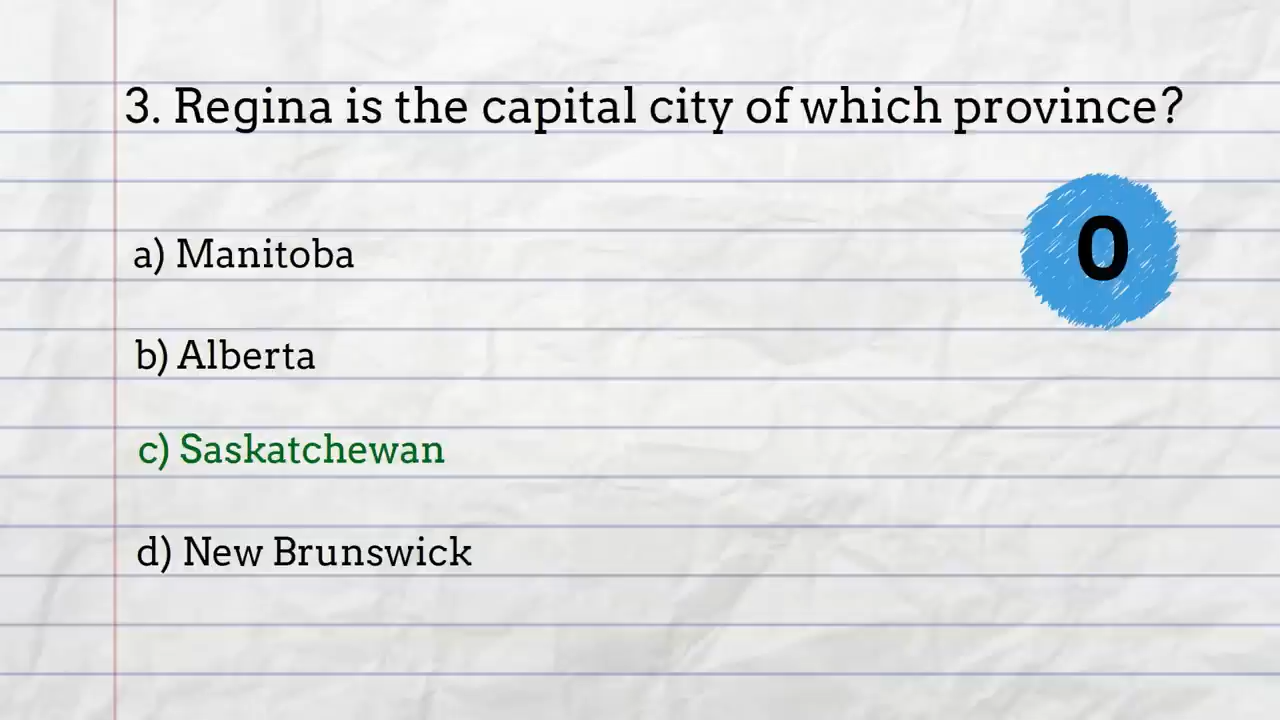 3. Regina is the capital city of which province?
0
a) Manitoba
b) Alberta
c) Saskatchewan
d) New Brunswick